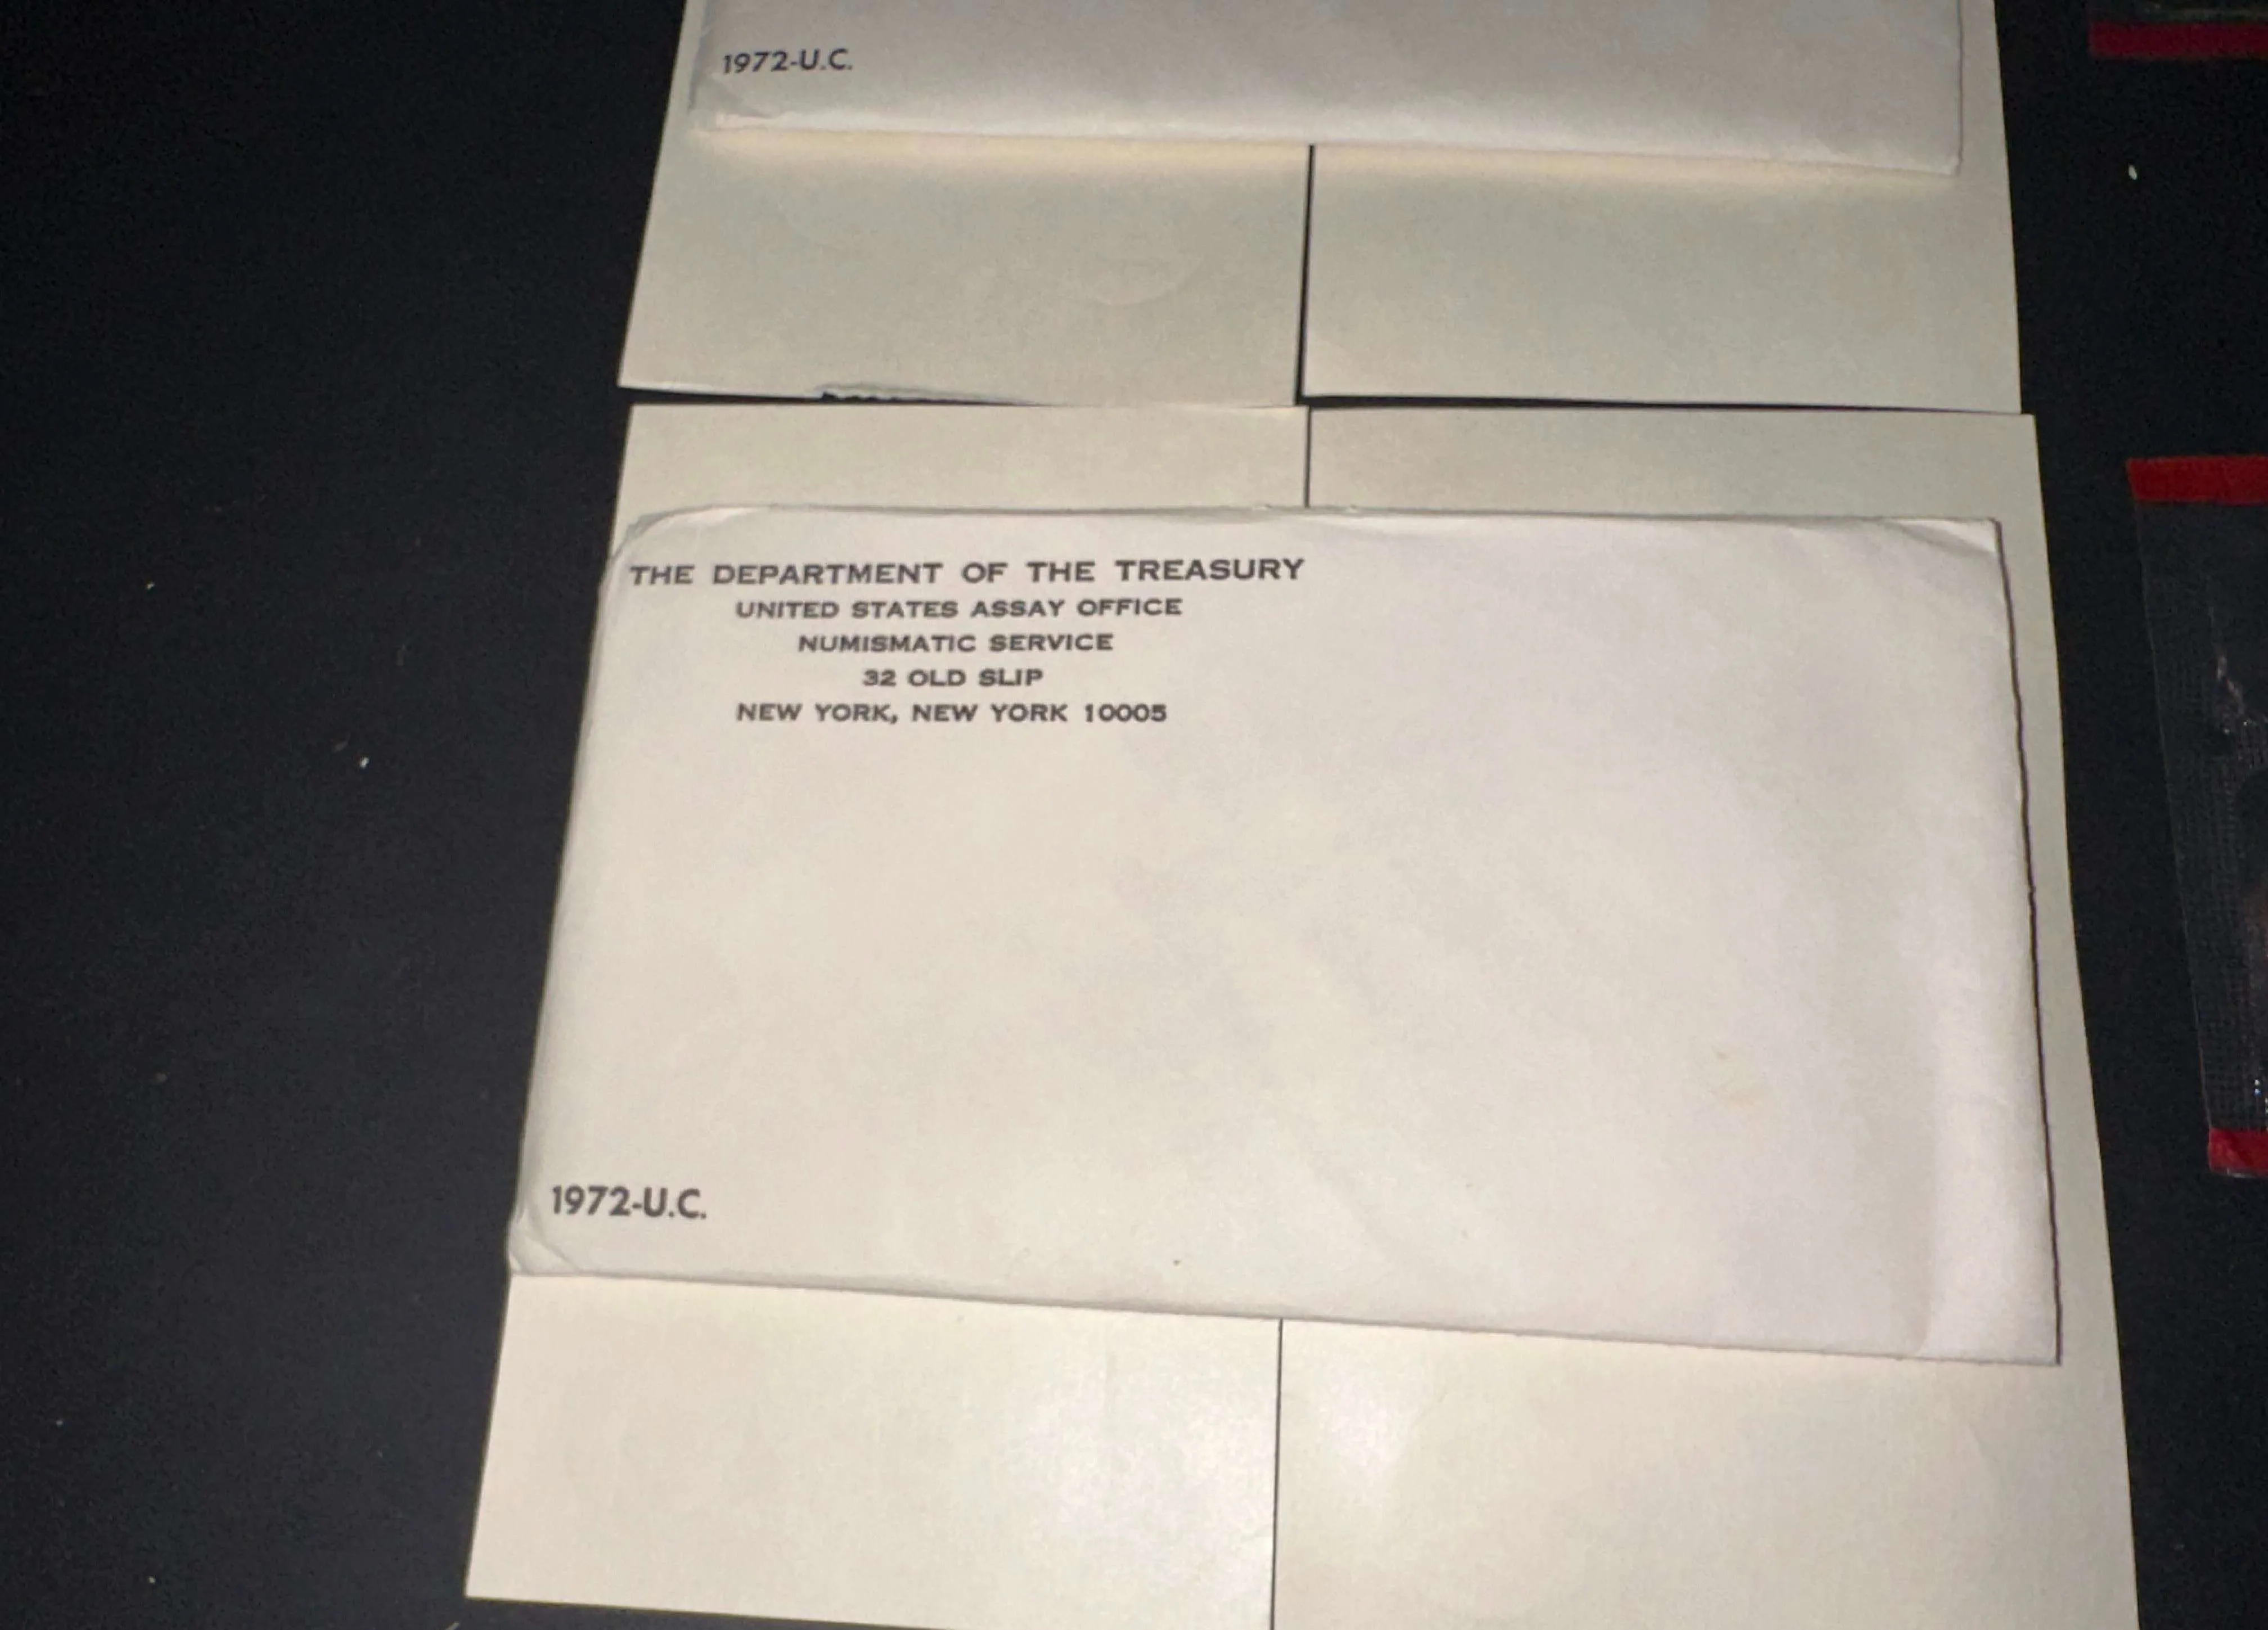 1972-U.C.
THE DEPARTMENT OF THE TREASURY
UNITED STATES ASSAY OFFICE
NUMISMATIC SERVICE
32 OLD SLIP
NEW YORK, NEW YORK 10005
1972-U.C.